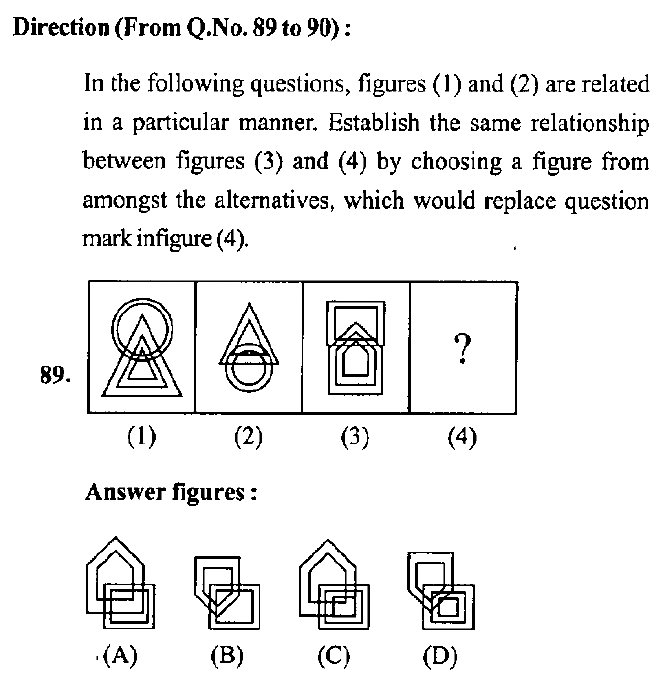 Direction (From Q.No. 89 to 90) :
In the following questions, figures (1) and (2) are related
in a particular manner. Establish the same relationship
between figures (3) and (4) by choosing a figure from
amongst the alternatives, which would replace question
mark infigure (4).
89.
?
(1) (2) (3) (4)
Answer figures :
(A) (B) (C) (D)